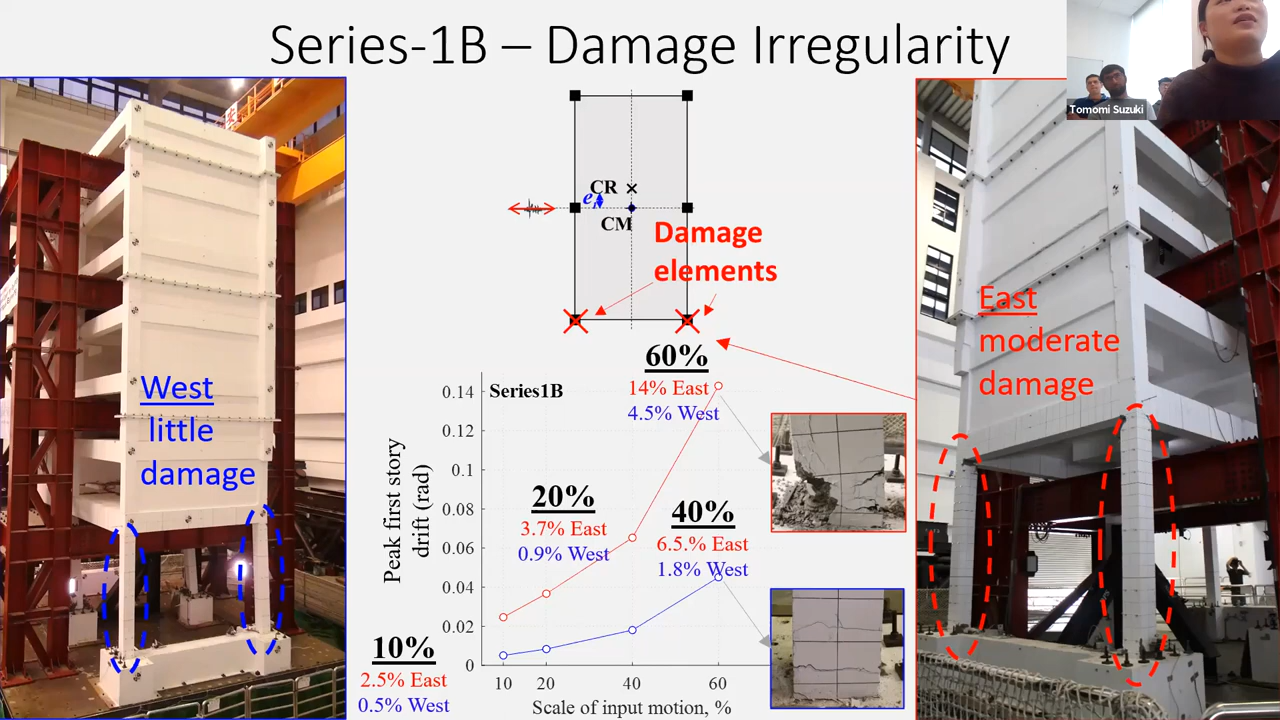 Series-1B – Damage Irregularity
Tomomi Suzuki
West
little
damage
CR
e
CM
Damage
elements
East
moderate
damage
60%
14% East
4.5% West
20%
3.7% East
0.9% West
40%
6.5.% East
1.8% West
10%
2.5% East
0.5% West
Series1B
Peak first story
drift (rad)
0.14
0.12
0.1
0.08
0.06
0.04
0.02
0
10
20
40
60
Scale of input motion, %